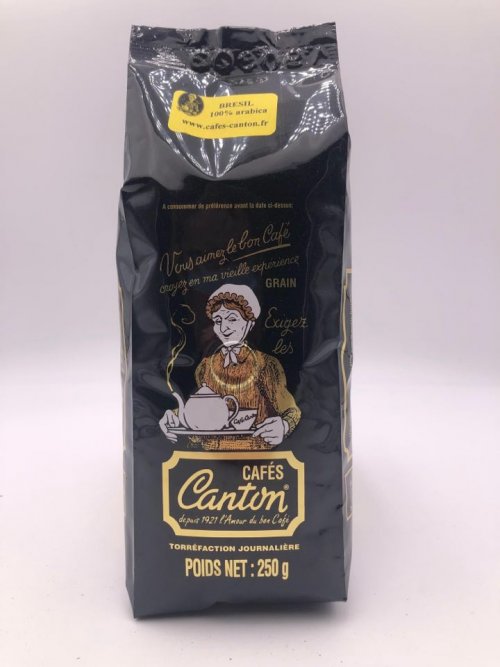 BRESIL
100% arabica
www.cafes-canton.fr
A consommer de préférence avant la date ci-dessous:
Vous aimez le bon Café
croyez en ma vieille expérience
GRAIN
Exigez
les
CAFÉS
Canton®
depuis 1921 l'Amour du bon Café
TORRÉFACTION JOURNALIÈRE
POIDS NET : 250 g